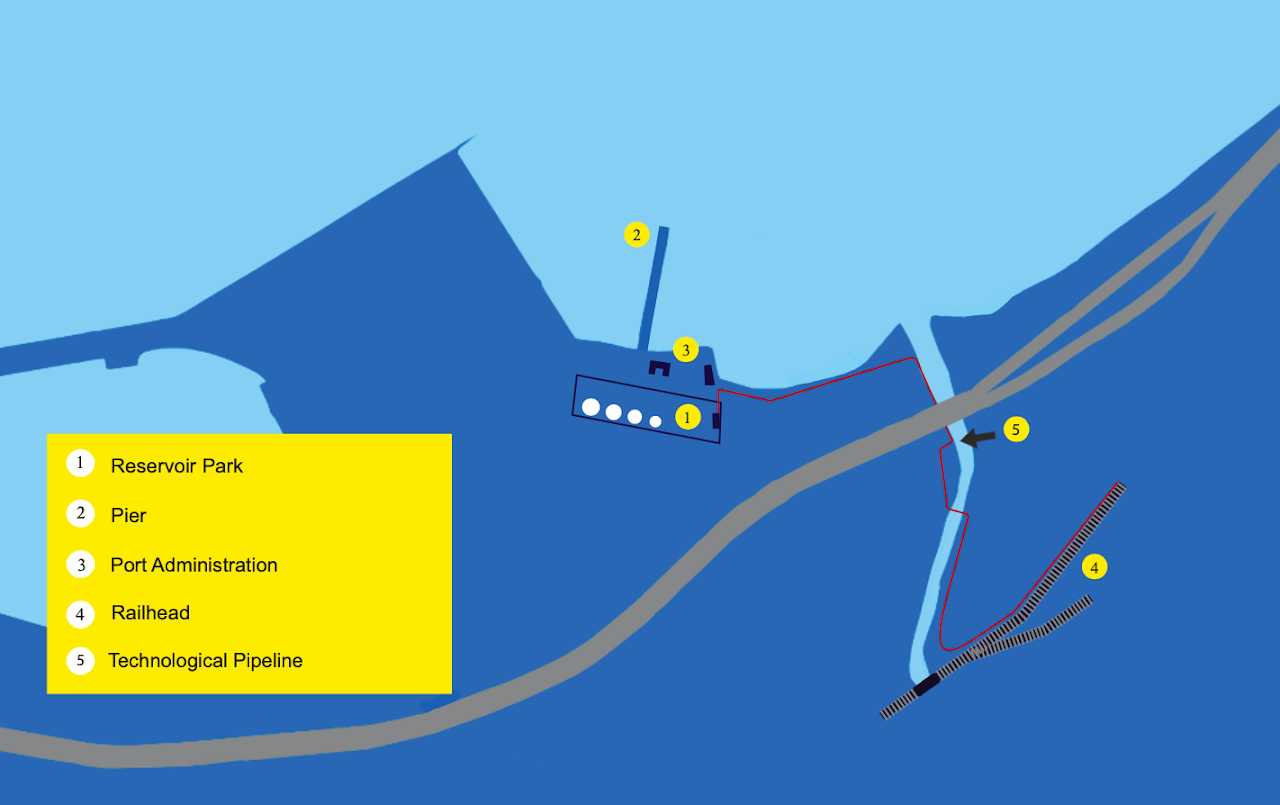 2
3
1
5
4
1 Reservoir Park
2 Pier
3 Port Administration
4 Railhead
5 Technological Pipeline